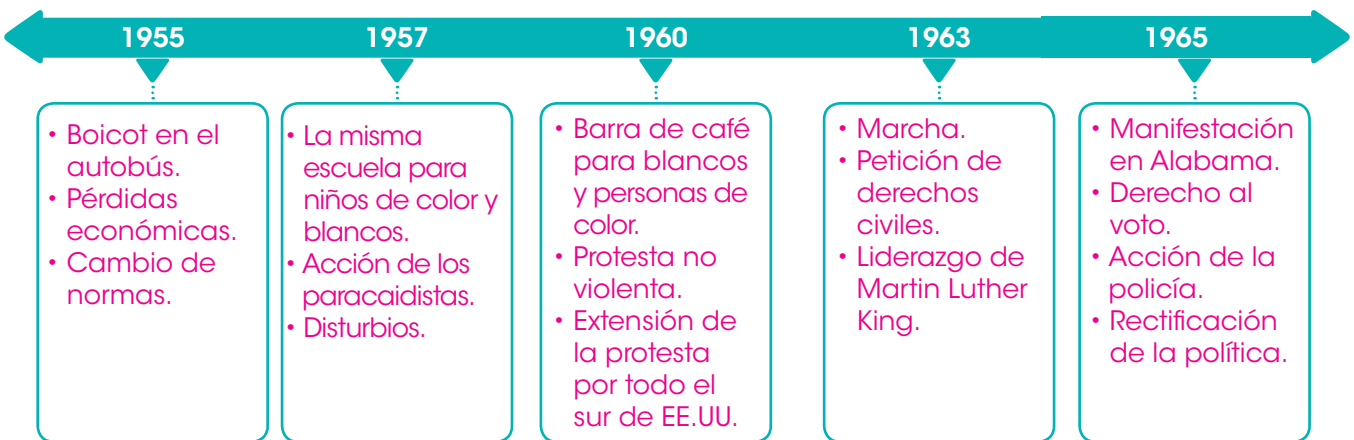 1955
1957
1960
1963
1965
• Boicot en el
autobús.
• Pérdidas
económicas.
• Cambio de
normas.
• La misma
escuela para
niños de color y
blancos.
• Acción de los
paracaidistas.
• Disturbios.
• Barra de café
para blancos
y personas de
color.
• Protesta no
violenta.
• Extensión de
la protesta
por todo el
sur de EE.UU.
• Marcha.
• Petición de
derechos
civiles.
• Liderazgo de
Martin Luther
King.
• Manifestación
en Alabama.
• Derecho al
voto.
• Acción de la
policía.
• Rectificación
de la política.